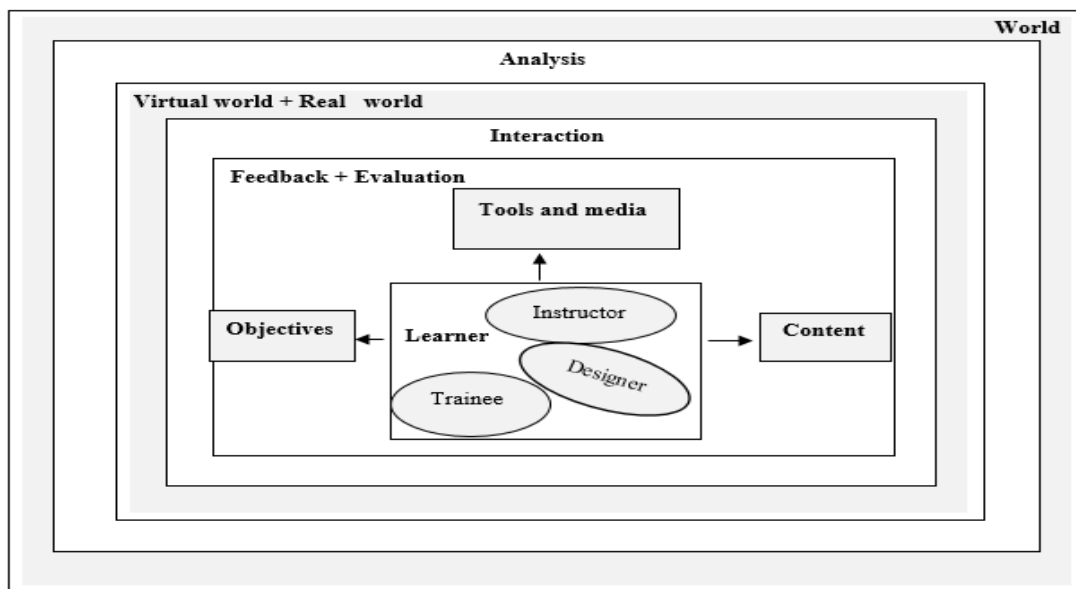 World
Analysis
Virtual world + Real world
Interaction
Feedback + Evaluation
Tools and media
Instructor
Objectives
Learner
Content
Designer
Trainee